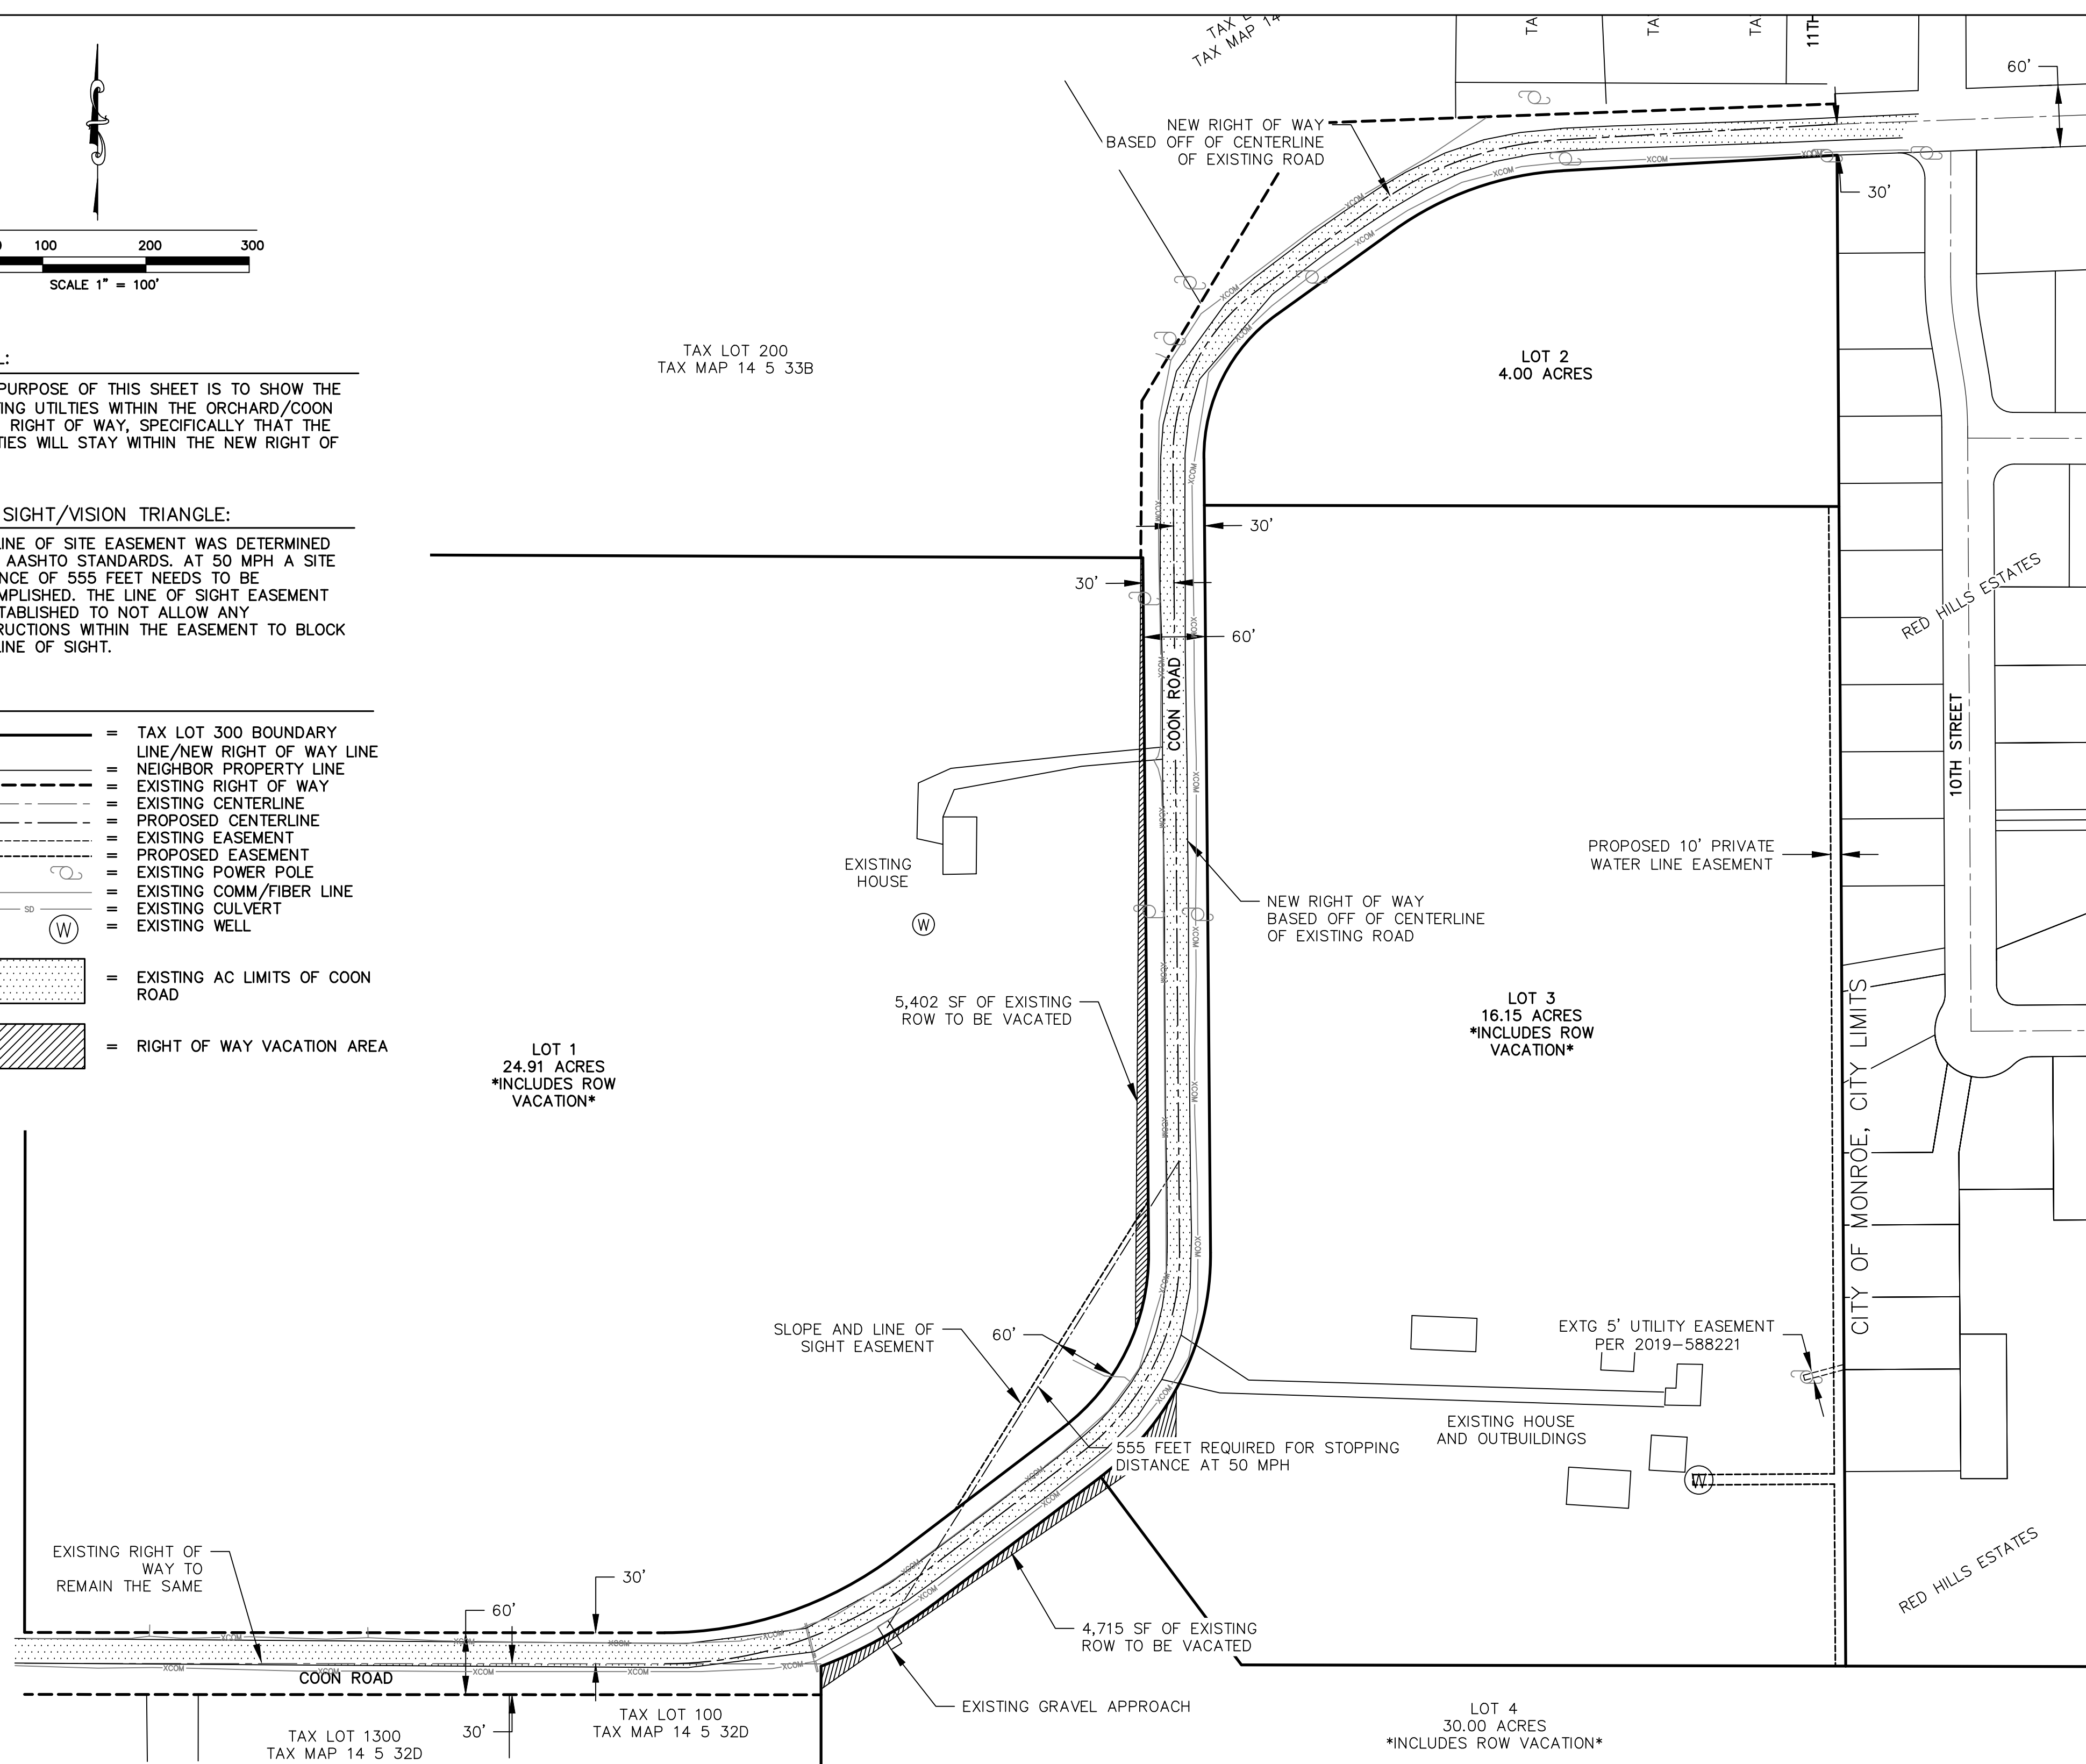 TAX MAP 14
11TH
60'
NEW RIGHT OF WAY
BASED OFF OF CENTERLINE
OF EXISTING ROAD
30'
100 200 300
SCALE 1" = 100'
L:
PURPOSE OF THIS SHEET IS TO SHOW THE
ING UTILTIES WITHIN THE ORCHARD/COON
RIGHT OF WAY, SPECIFICALLY THAT THE
TIES WILL STAY WITHIN THE NEW RIGHT OF
SIGHT/VISION TRIANGLE:
LINE OF SITE EASEMENT WAS DETERMINED
AASHTO STANDARDS. AT 50 MPH A SITE
ANCE OF 555 FEET NEEDS TO BE
MPLISHED. THE LINE OF SIGHT EASEMENT
TABLISHED TO NOT ALLOW ANY
RUCTIONS WITHIN THE EASEMENT TO BLOCK
LINE OF SIGHT.
= TAX LOT 300 BOUNDARY
LINE/NEW RIGHT OF WAY LINE
= NEIGHBOR PROPERTY LINE
= EXISTING RIGHT OF WAY
= EXISTING CENTERLINE
= PROPOSED CENTERLINE
= EXISTING EASEMENT
= PROPOSED EASEMENT
= EXISTING POWER POLE
= EXISTING COMM/FIBER LINE
SD = EXISTING CULVERT
W = EXISTING WELL
= EXISTING AC LIMITS OF COON
ROAD
= RIGHT OF WAY VACATION AREA
TAX LOT 200
TAX MAP 14 5 33B
LOT 2
4.00 ACRES
30'
30'
60'
COON ROAD
RED HILLS ESTATES
10TH STREET
EXISTING
HOUSE
W
PROPOSED 10' PRIVATE
WATER LINE EASEMENT
NEW RIGHT OF WAY
BASED OFF OF CENTERLINE
OF EXISTING ROAD
5,402 SF OF EXISTING
ROW TO BE VACATED
LOT 3
16.15 ACRES
*INCLUDES ROW
VACATION*
LOT 1
24.91 ACRES
*INCLUDES ROW
VACATION*
CITY OF MONROE, CITY LIMITS
SLOPE AND LINE OF
SIGHT EASEMENT
60'
EXTG 5' UTILITY EASEMENT
PER 2019-588221
EXISTING HOUSE
AND OUTBUILDINGS
W
555 FEET REQUIRED FOR STOPPING
DISTANCE AT 50 MPH
RED HILLS ESTATES
EXISTING RIGHT OF
WAY TO
REMAIN THE SAME
30'
60'
4,715 SF OF EXISTING
ROW TO BE VACATED
COON ROAD
EXISTING GRAVEL APPROACH
30'
TAX LOT 100
TAX MAP 14 5 32D
TAX LOT 1300
TAX MAP 14 5 32D
LOT 4
30.00 ACRES
*INCLUDES ROW VACATION*
XCOM